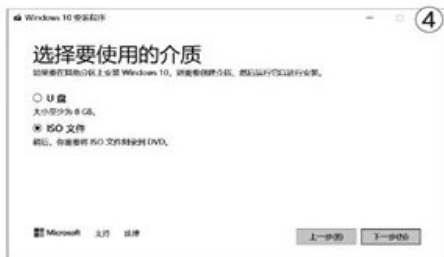 Windows 10 安装程序
④
选择要使用的介质
如果要在其他分区上安装 Windows 10，则需要创建介质，然后运行它以进行安装。
U 盘
大小至少为 8 GB。
ISO 文件
稍后，你需要将 ISO 文件刻录到 DVD。
Microsoft 支持 法律
上一步(B) 下一步(N)